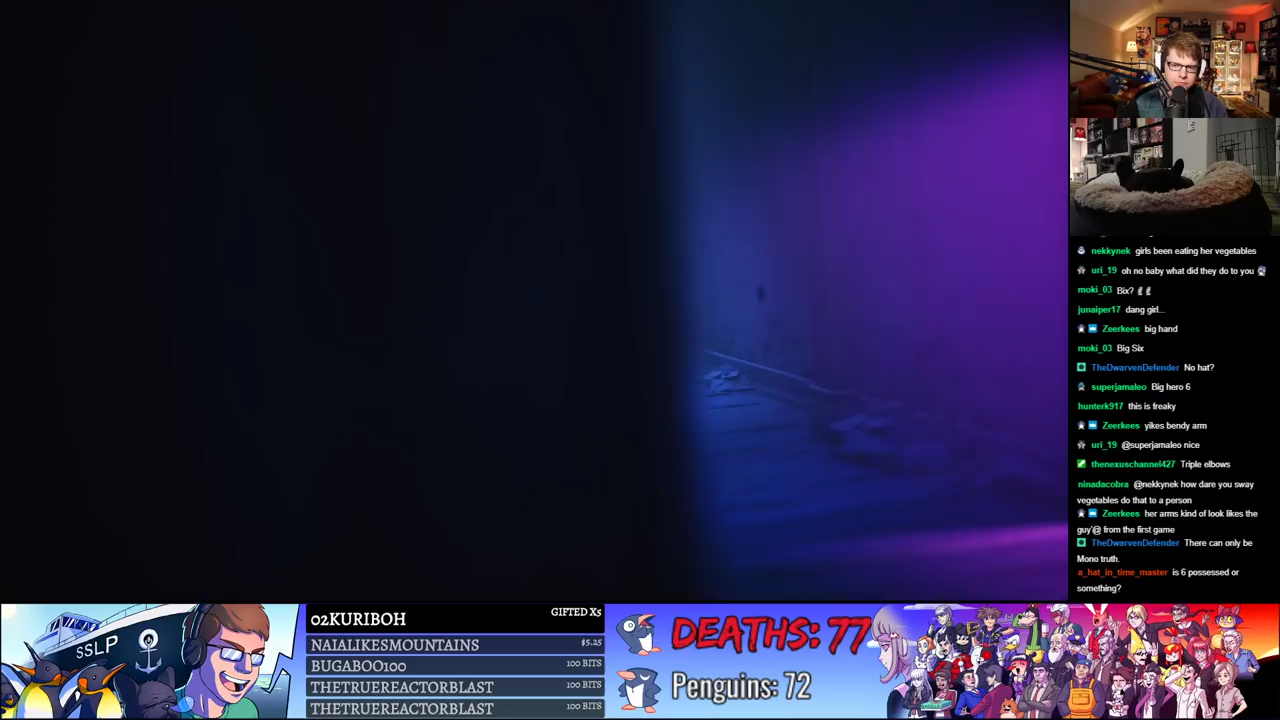 nekkynek girls been eating her vegetables
uri_19 oh no baby what did they do to you
moki_03 Bix?
junaiper17 dang girl...
Zeerkees big hand
moki_03 Big Six
TheDwarvenDefender No hat?
superjamaleo Big hero 6
hunterk917 this is freaky
Zeerkees yikes bendy arm
uri_19 @superjamaleo nice
thenexuschannel427 Triple elbows
ninadacobra @nekkynek how dare you sway
vegetables do that to a person
Zeerkees her arms kind of look likes the
guy'@ from the first game
TheDwarvenDefender There can only be
Mono truth.
a_hat_in_time_master is 6 possessed or
something?
SSLP
02KURIBOH GIFTED X5
NAIALIKESMOUNTAINS $5.25
BUGABOO100 100 BITS
THETRUEREACTORBLAST 100 BITS
THETRUEREACTORBLAST 100 BITS
DEATHS: 77
Penguins: 72